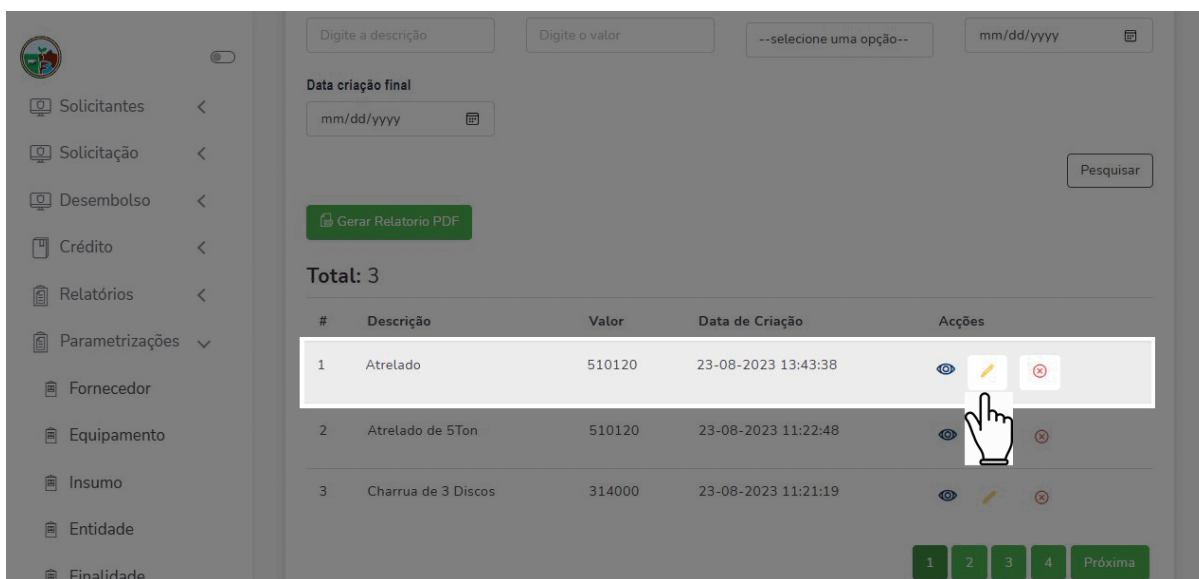 Digite a descrição
Digite o valor
--selecione uma opção--
mm/dd/yyyy
Data criação final
mm/dd/yyyy
Pesquisar
Gerar Relatorio PDF
Total: 3
# Descrição Valor Data de Criação Acções
1 Atrelado 510120 23-08-2023 13:43:38
2 Atrelado de 5Ton 510120 23-08-2023 11:22:48
3 Charrua de 3 Discos 314000 23-08-2023 11:21:19
1 2 3 4 Próxima
Solicitantes
Solicitação
Desembolso
Crédito
Relatórios
Parametrizações
Fornecedor
Equipamento
Insumo
Entidade
Finalidade